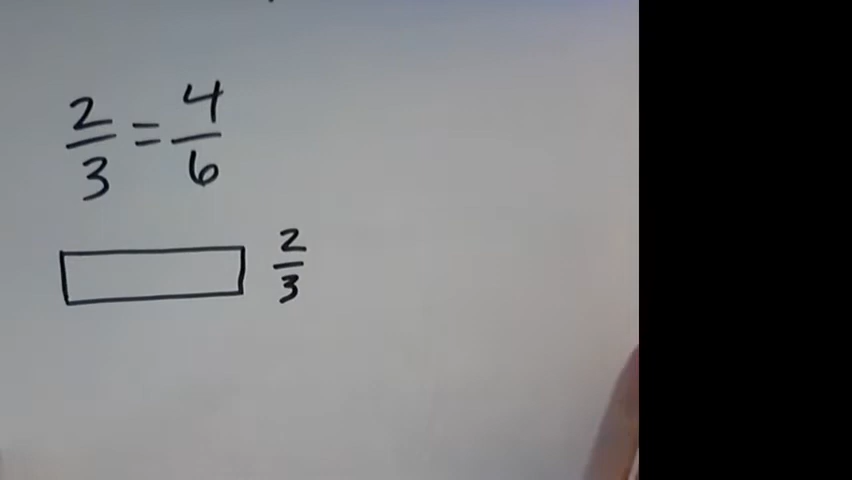 2/3 = 4/6
2/3